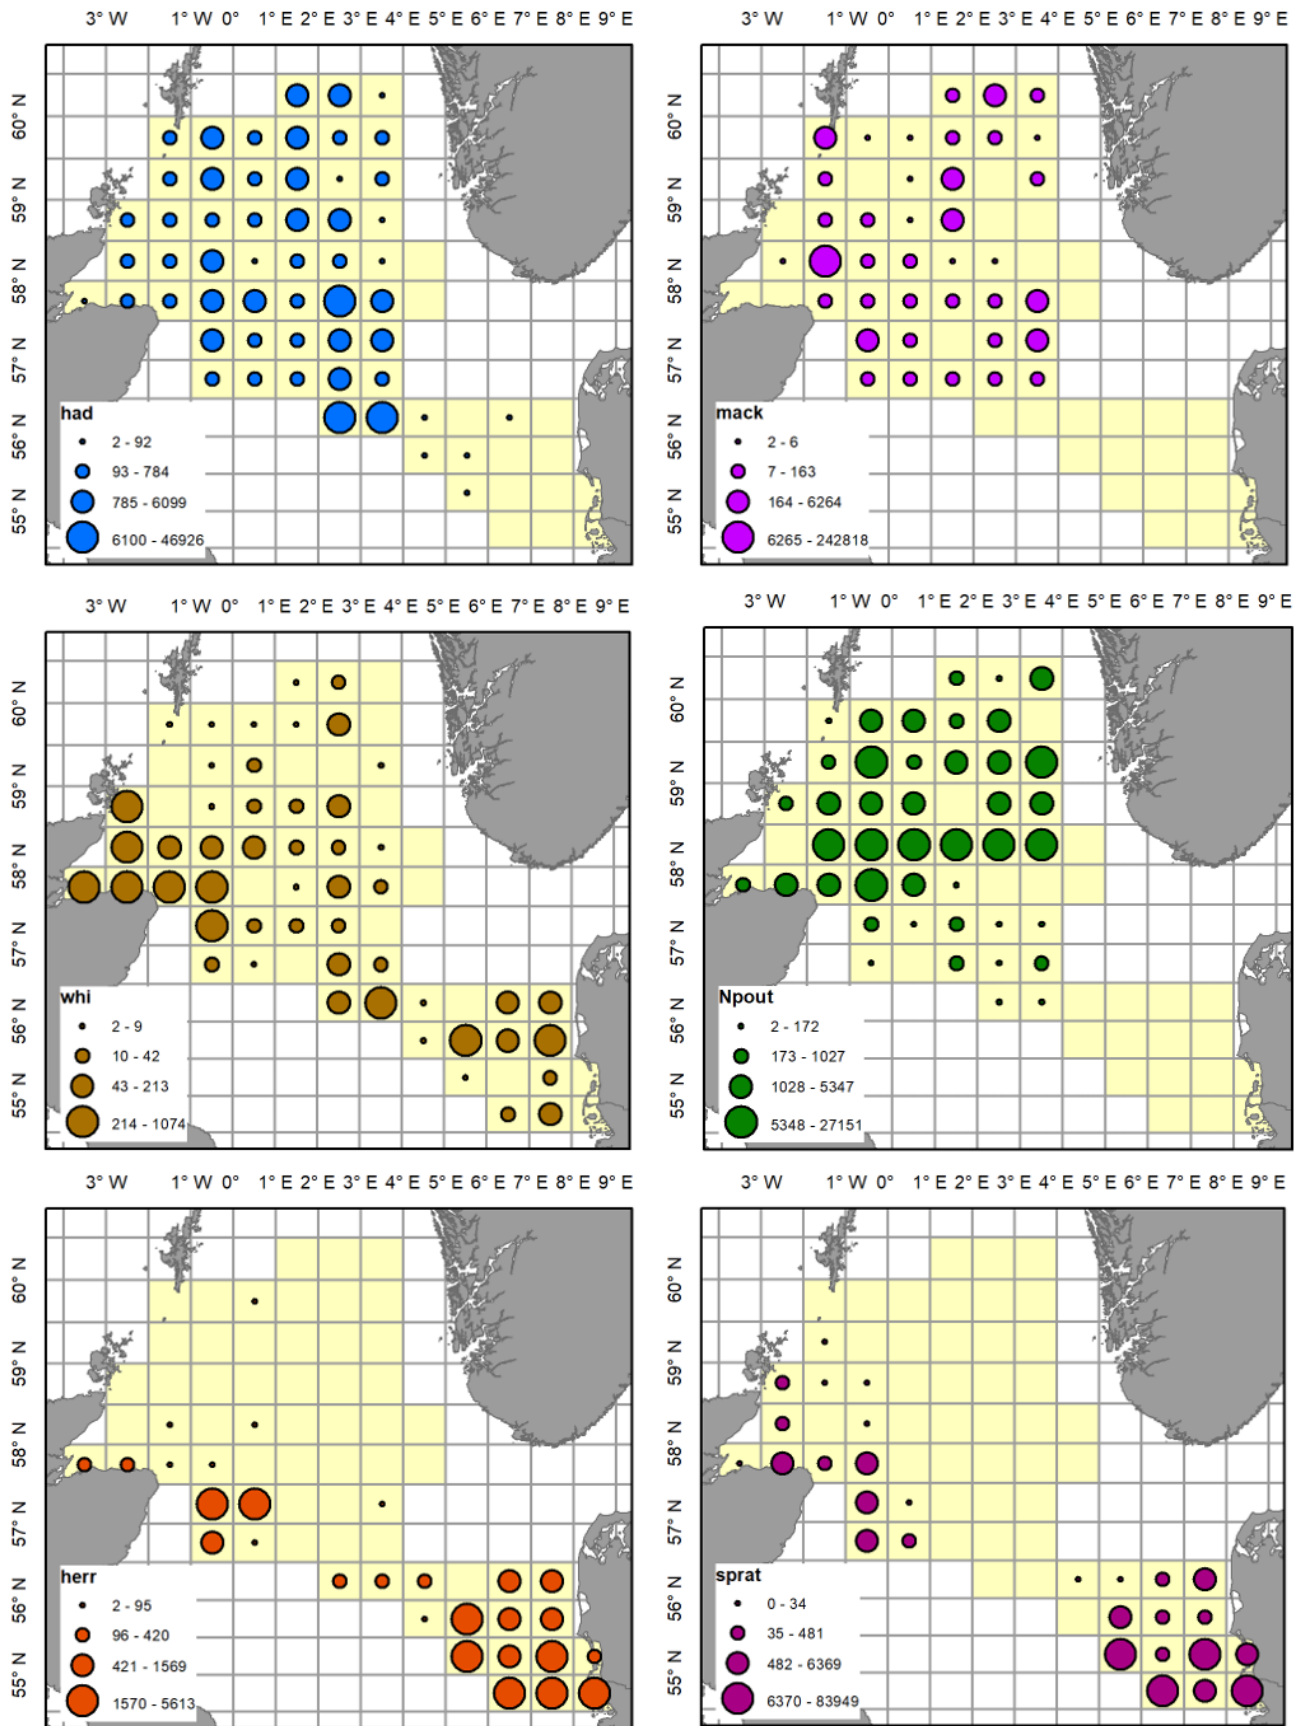 3° W 1° W 0° 1° E 2° E 3° E 4° E 5° E 6° E 7° E 8° E 9° E
3° W 1° W 0° 1° E 2° E 3° E 4° E 5° E 6° E 7° E 8° E 9° E
60° N
59° N
58° N
57° N
56° N
55° N
had
2 - 92
93 - 784
785 - 6099
6100 - 46926
60° N
59° N
58° N
57° N
56° N
55° N
mack
2 - 6
7 - 163
164 - 6264
6265 - 242818
3° W 1° W 0° 1° E 2° E 3° E 4° E 5° E 6° E 7° E 8° E 9° E
3° W 1° W 0° 1° E 2° E 3° E 4° E 5° E 6° E 7° E 8° E 9° E
60° N
59° N
58° N
57° N
56° N
55° N
whi
2 - 9
10 - 42
43 - 213
214 - 1074
60° N
59° N
58° N
57° N
56° N
55° N
Npout
2 - 172
173 - 1027
1028 - 5347
5348 - 27151
3° W 1° W 0° 1° E 2° E 3° E 4° E 5° E 6° E 7° E 8° E 9° E
3° W 1° W 0° 1° E 2° E 3° E 4° E 5° E 6° E 7° E 8° E 9° E
60° N
59° N
58° N
57° N
56° N
55° N
herr
2 - 95
96 - 420
421 - 1569
1570 - 5613
60° N
59° N
58° N
57° N
56° N
55° N
sprat
0 - 34
35 - 481
482 - 6369
6370 - 83949